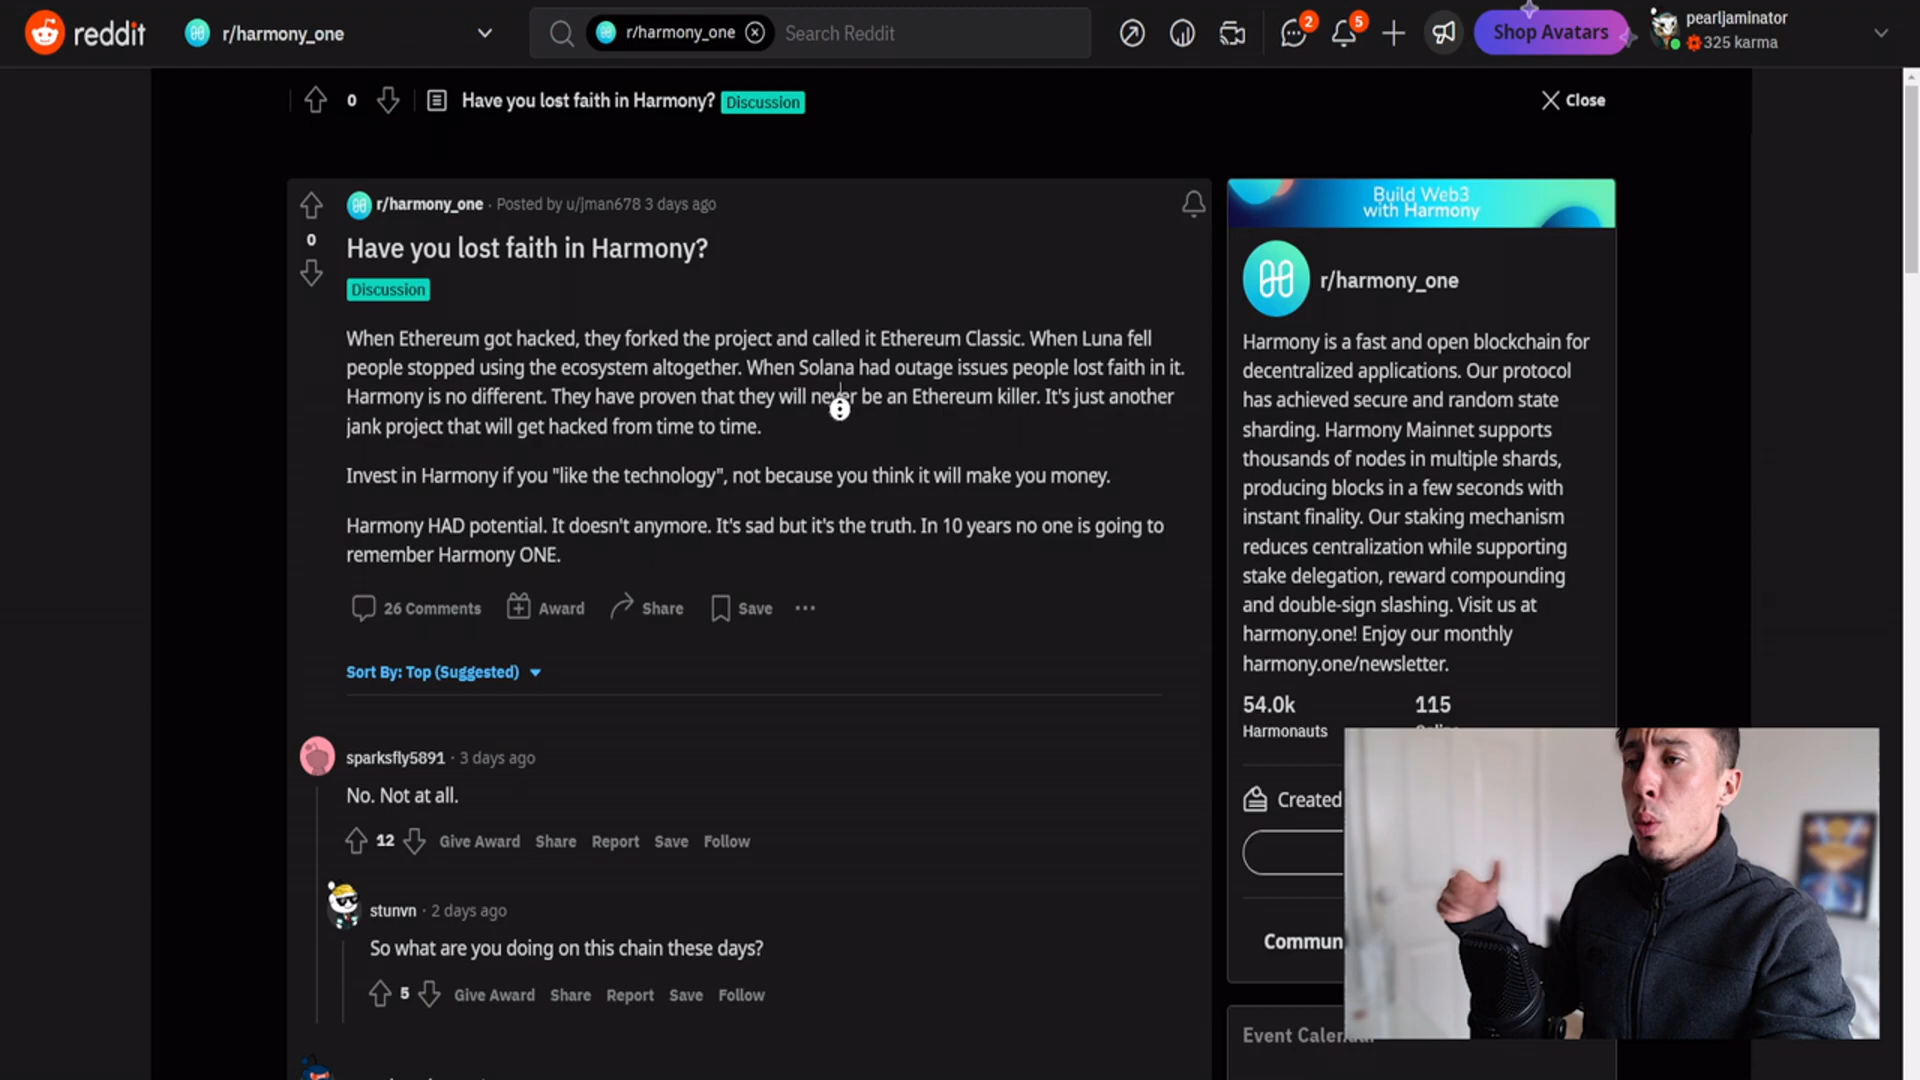 reddit
r/harmony_one
r/harmony_one
Search Reddit
2
5
Shop Avatars
pearljaminator
325 karma
0
Have you lost faith in Harmony? Discussion
Close
r/harmony_one · Posted by u/jman678 3 days ago
0
Have you lost faith in Harmony?
Discussion
When Ethereum got hacked, they forked the project and called it Ethereum Classic. When Luna fell
people stopped using the ecosystem altogether. When Solana had outage issues people lost faith in it.
Harmony is no different. They have proven that they will never be an Ethereum killer. It's just another
jank project that will get hacked from time to time.
Invest in Harmony if you "like the technology", not because you think it will make you money.
Harmony HAD potential. It doesn't anymore. It's sad but it's the truth. In 10 years no one is going to
remember Harmony ONE.
26 Comments Award Share Save
Sort By: Top (Suggested)
sparksfly5891 · 3 days ago
No. Not at all.
12 Give Award Share Report Save Follow
stunvn · 2 days ago
So what are you doing on this chain these days?
5 Give Award Share Report Save Follow
Build Web3
with Harmony
r/harmony_one
Harmony is a fast and open blockchain for
decentralized applications. Our protocol
has achieved secure and random state
sharding. Harmony Mainnet supports
thousands of nodes in multiple shards,
producing blocks in a few seconds with
instant finality. Our staking mechanism
reduces centralization while supporting
stake delegation, reward compounding
and double-sign slashing. Visit us at
harmony.one! Enjoy our monthly
harmony.one/newsletter.
54.0k 115
Harmonauts
Created
Commun
Event Calen